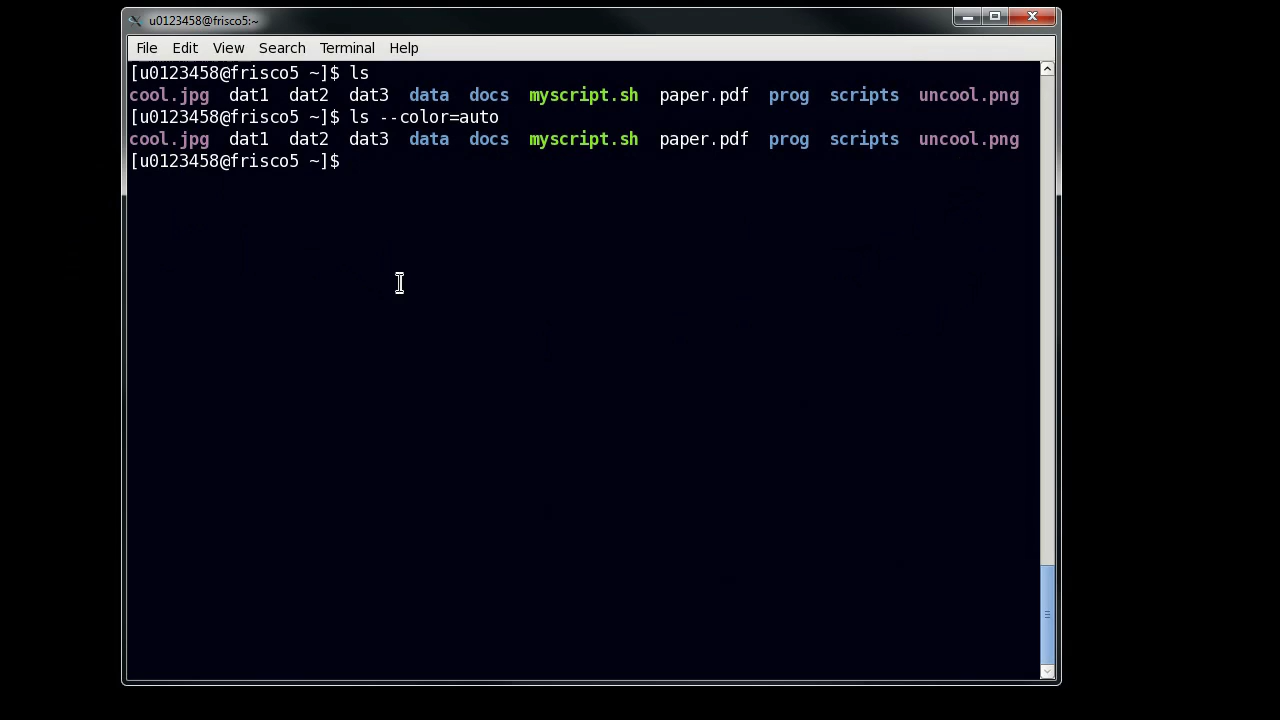 u0123458@frisco5:~
File Edit View Search Terminal Help
[u0123458@frisco5 ~]$ ls
cool.jpg dat1 dat2 dat3 data docs myscript.sh paper.pdf prog scripts uncool.png
[u0123458@frisco5 ~]$ ls --color=auto
cool.jpg dat1 dat2 dat3 data docs myscript.sh paper.pdf prog scripts uncool.png
[u0123458@frisco5 ~]$